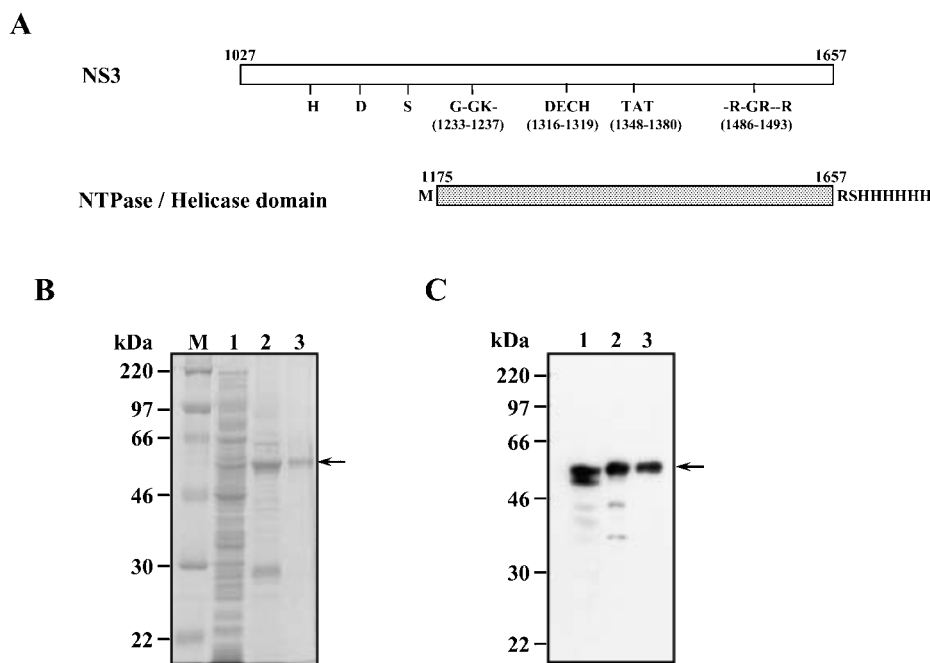 A
1027 1657
NS3
H D S G-GK- DECH TAT -R-GR--R
(1233-1237) (1316-1319) (1348-1380) (1486-1493)
1175 1657
NTPase / Helicase domain M RSHHHHHH
B
kDa M 1 2 3
220
97
66
46
30
22
C
kDa 1 2 3
220
97
66
46
30
22